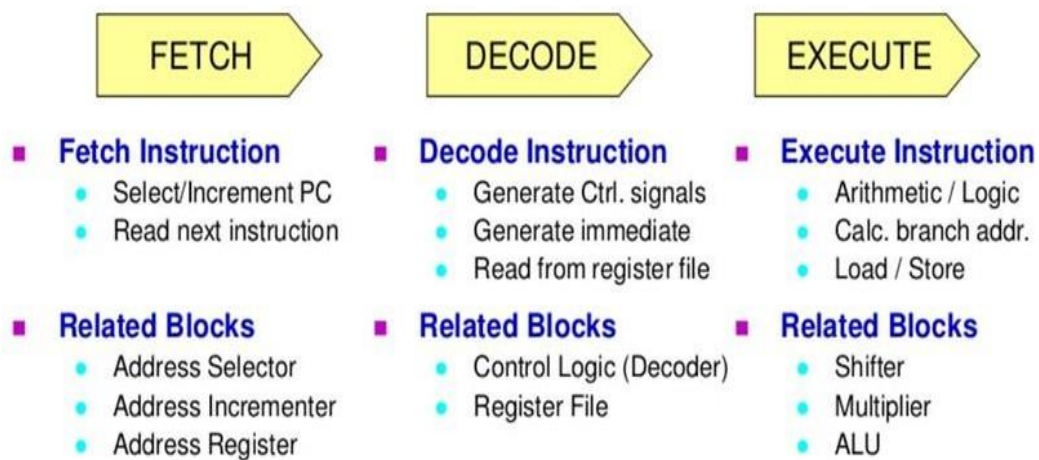 FETCH
DECODE
EXECUTE
Fetch Instruction
Select/Increment PC
Read next instruction
Related Blocks
Address Selector
Address Incrementer
Address Register
Decode Instruction
Generate Ctrl. signals
Generate immediate
Read from register file
Related Blocks
Control Logic (Decoder)
Register File
Execute Instruction
Arithmetic / Logic
Calc. branch addr.
Load / Store
Related Blocks
Shifter
Multiplier
ALU